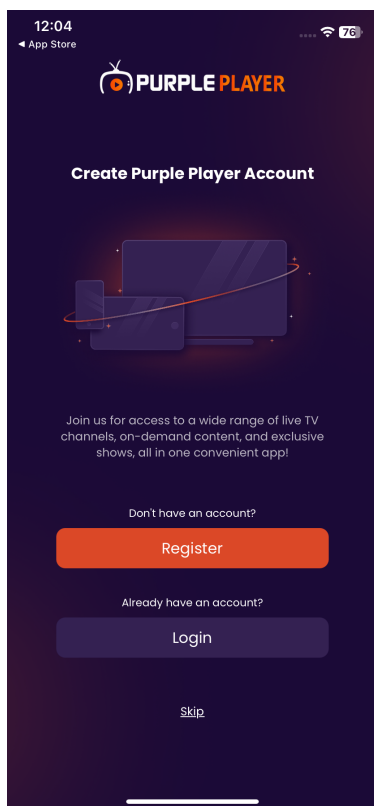 12:04
76
◀ App Store
PURPLE PLAYER
Create Purple Player Account
Join us for access to a wide range of live TV
channels, on-demand content, and exclusive
shows, all in one convenient app!
Don't have an account?
Register
Already have an account?
Login
Skip